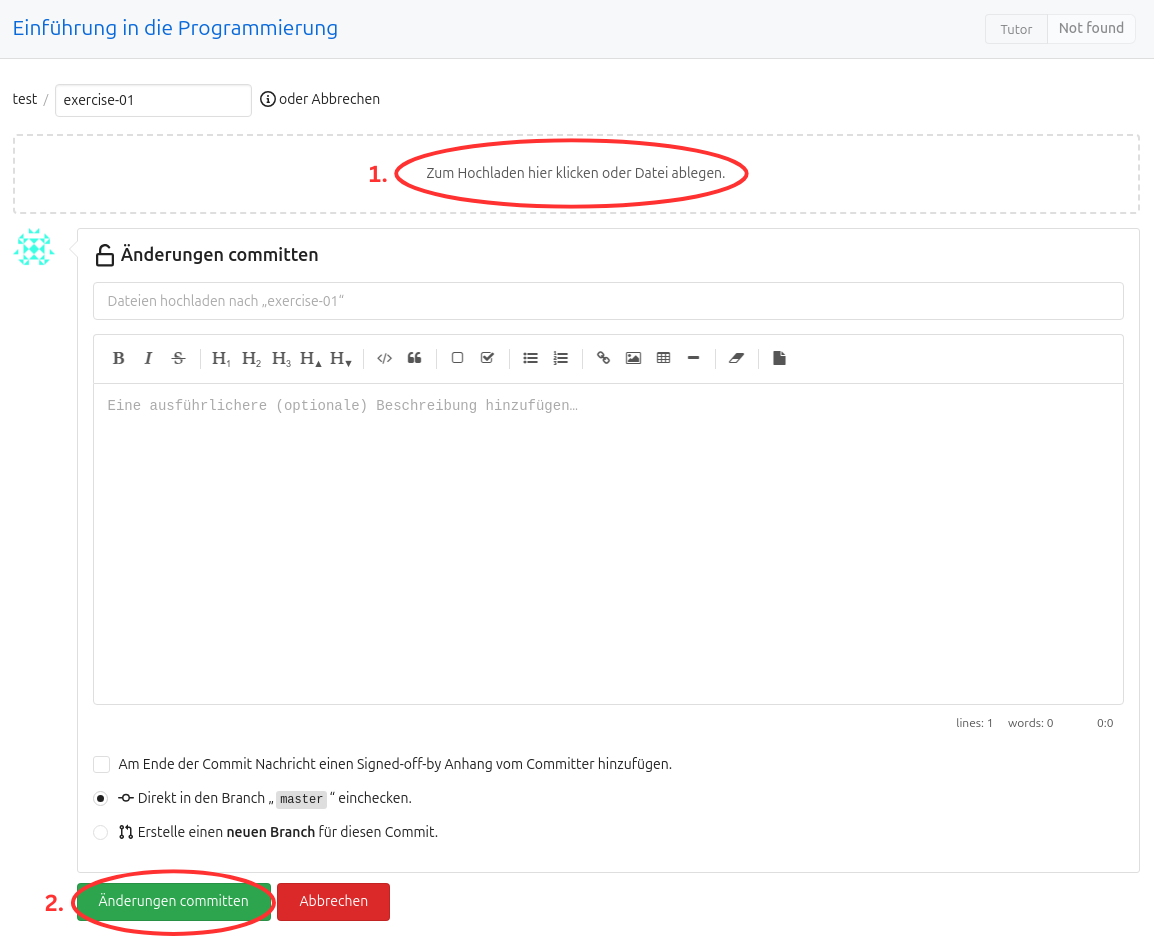 Einführung in die Programmierung
Tutor Not found
test / exercise-01 oder Abbrechen
1. Zum Hochladen hier klicken oder Datei ablegen.
Änderungen committen
Dateien hochladen nach „exercise-01“
B I S H1 H2 H3 H▲ H▼ </> ❝
Eine ausführlichere (optionale) Beschreibung hinzufügen…
lines: 1 words: 0 0:0
Am Ende der Commit Nachricht einen Signed-off-by Anhang vom Committer hinzufügen.
Direkt in den Branch „ master “ einchecken.
Erstelle einen neuen Branch für diesen Commit.
2. Änderungen committen Abbrechen